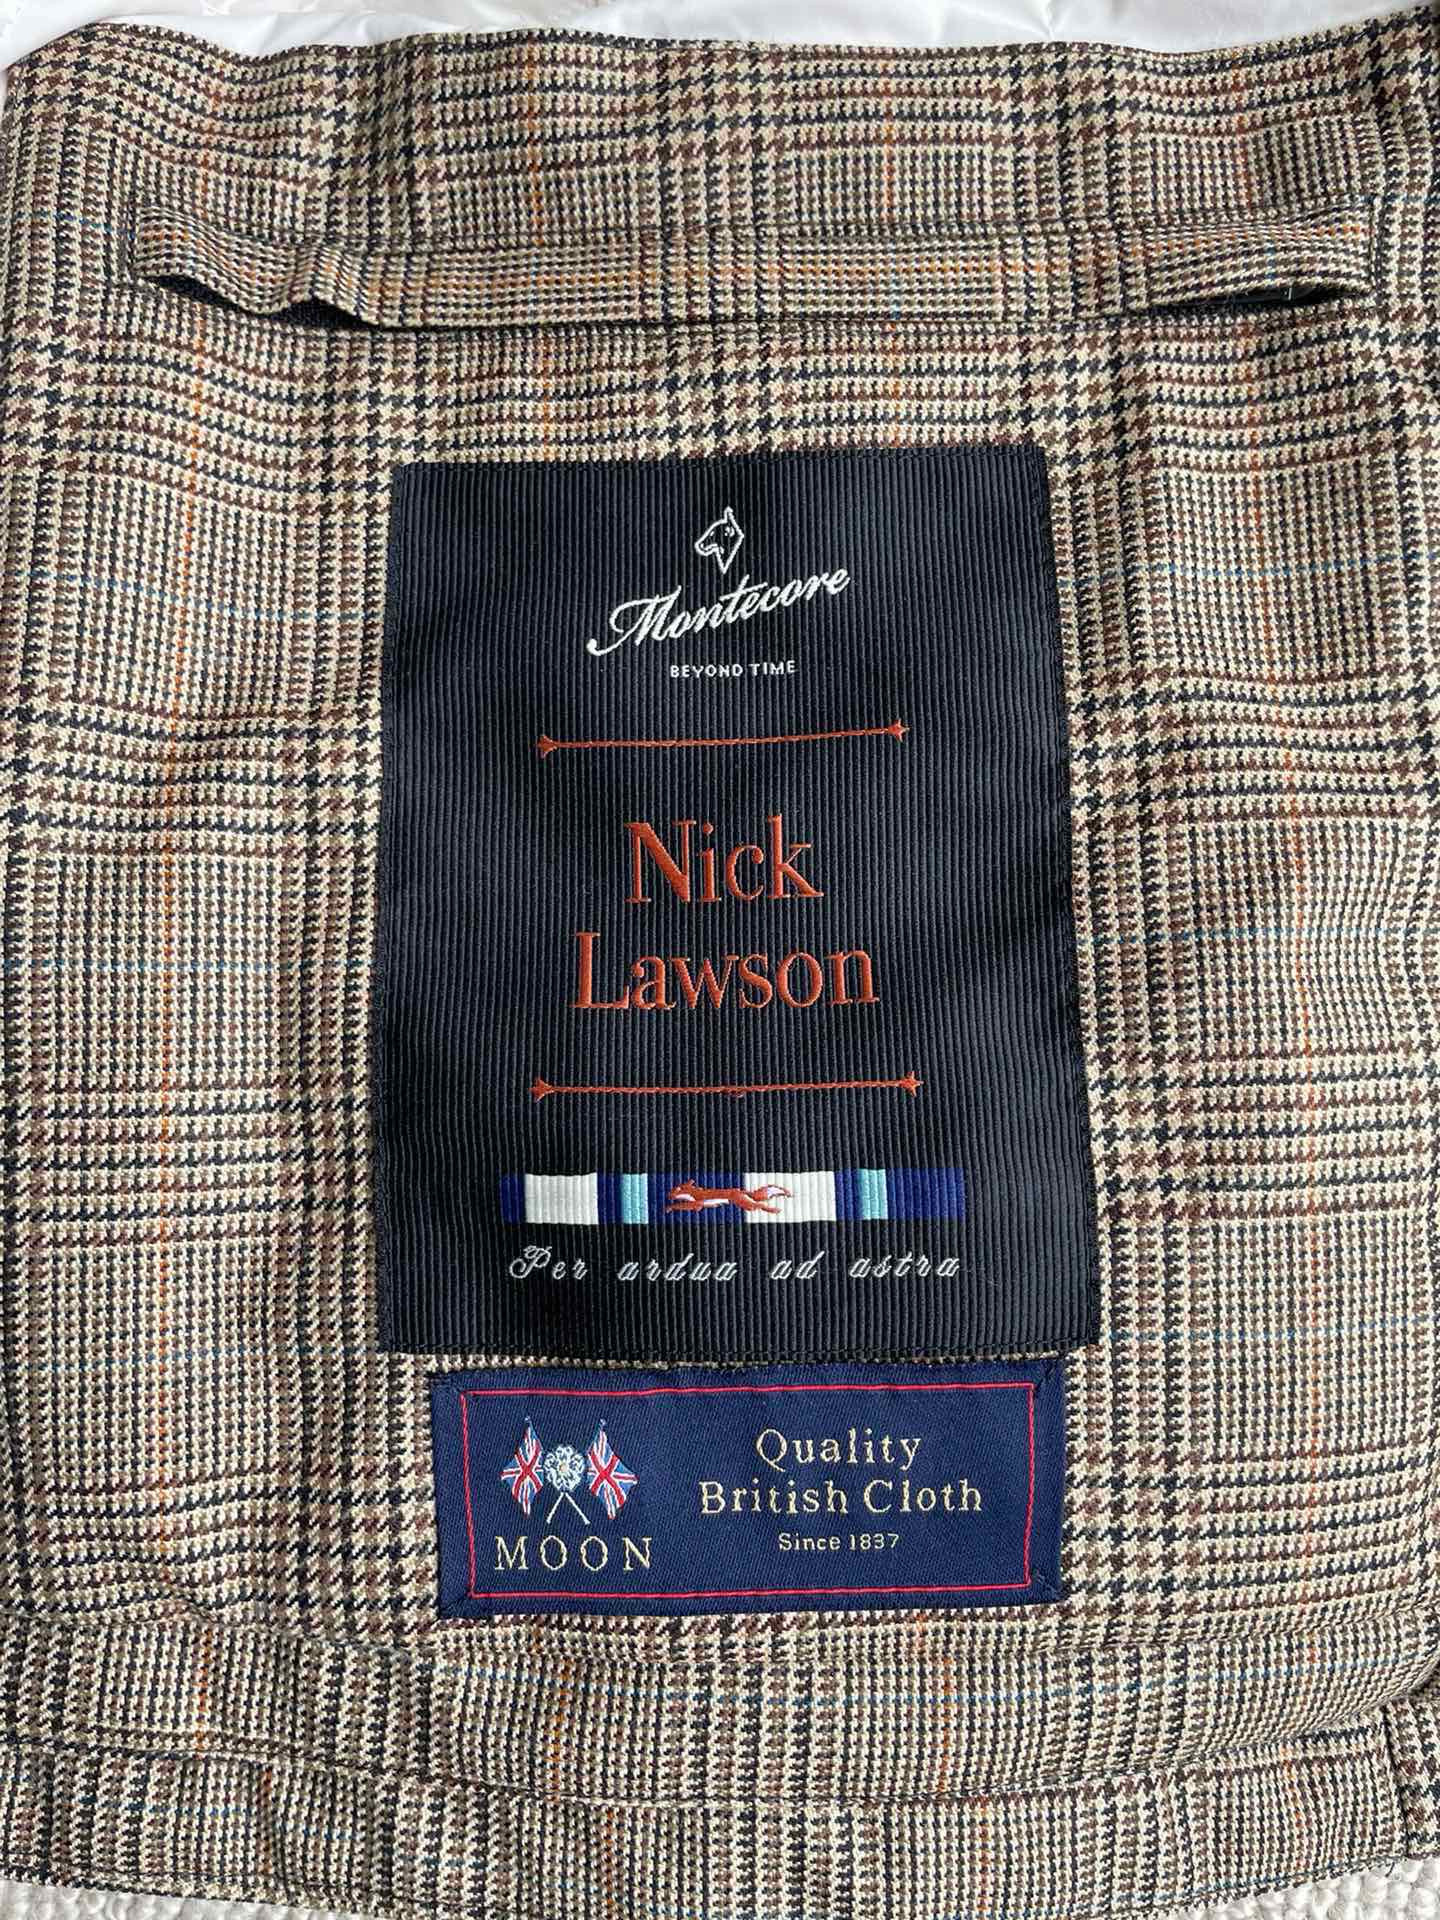 Montecore
BEYOND TIME
Nick
Lawson
Per ardua ad astra
MOON
Quality
British Cloth
Since 1837